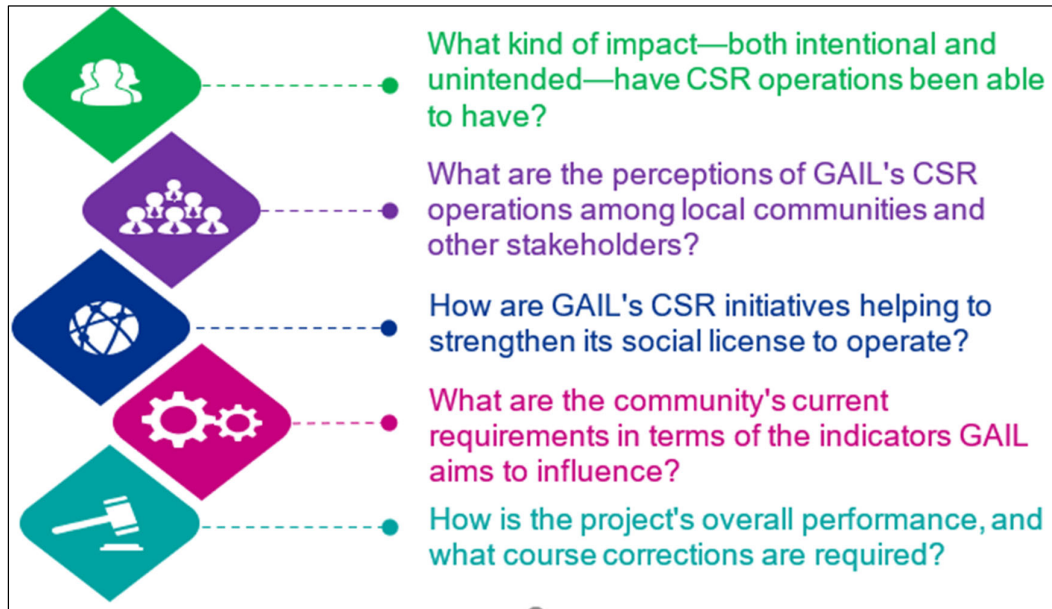 What kind of impact—both intentional and
unintended—have CSR operations been able
to have?
What are the perceptions of GAIL's CSR
operations among local communities and
other stakeholders?
How are GAIL's CSR initiatives helping to
strengthen its social license to operate?
What are the community's current
requirements in terms of the indicators GAIL
aims to influence?
How is the project's overall performance, and
what course corrections are required?